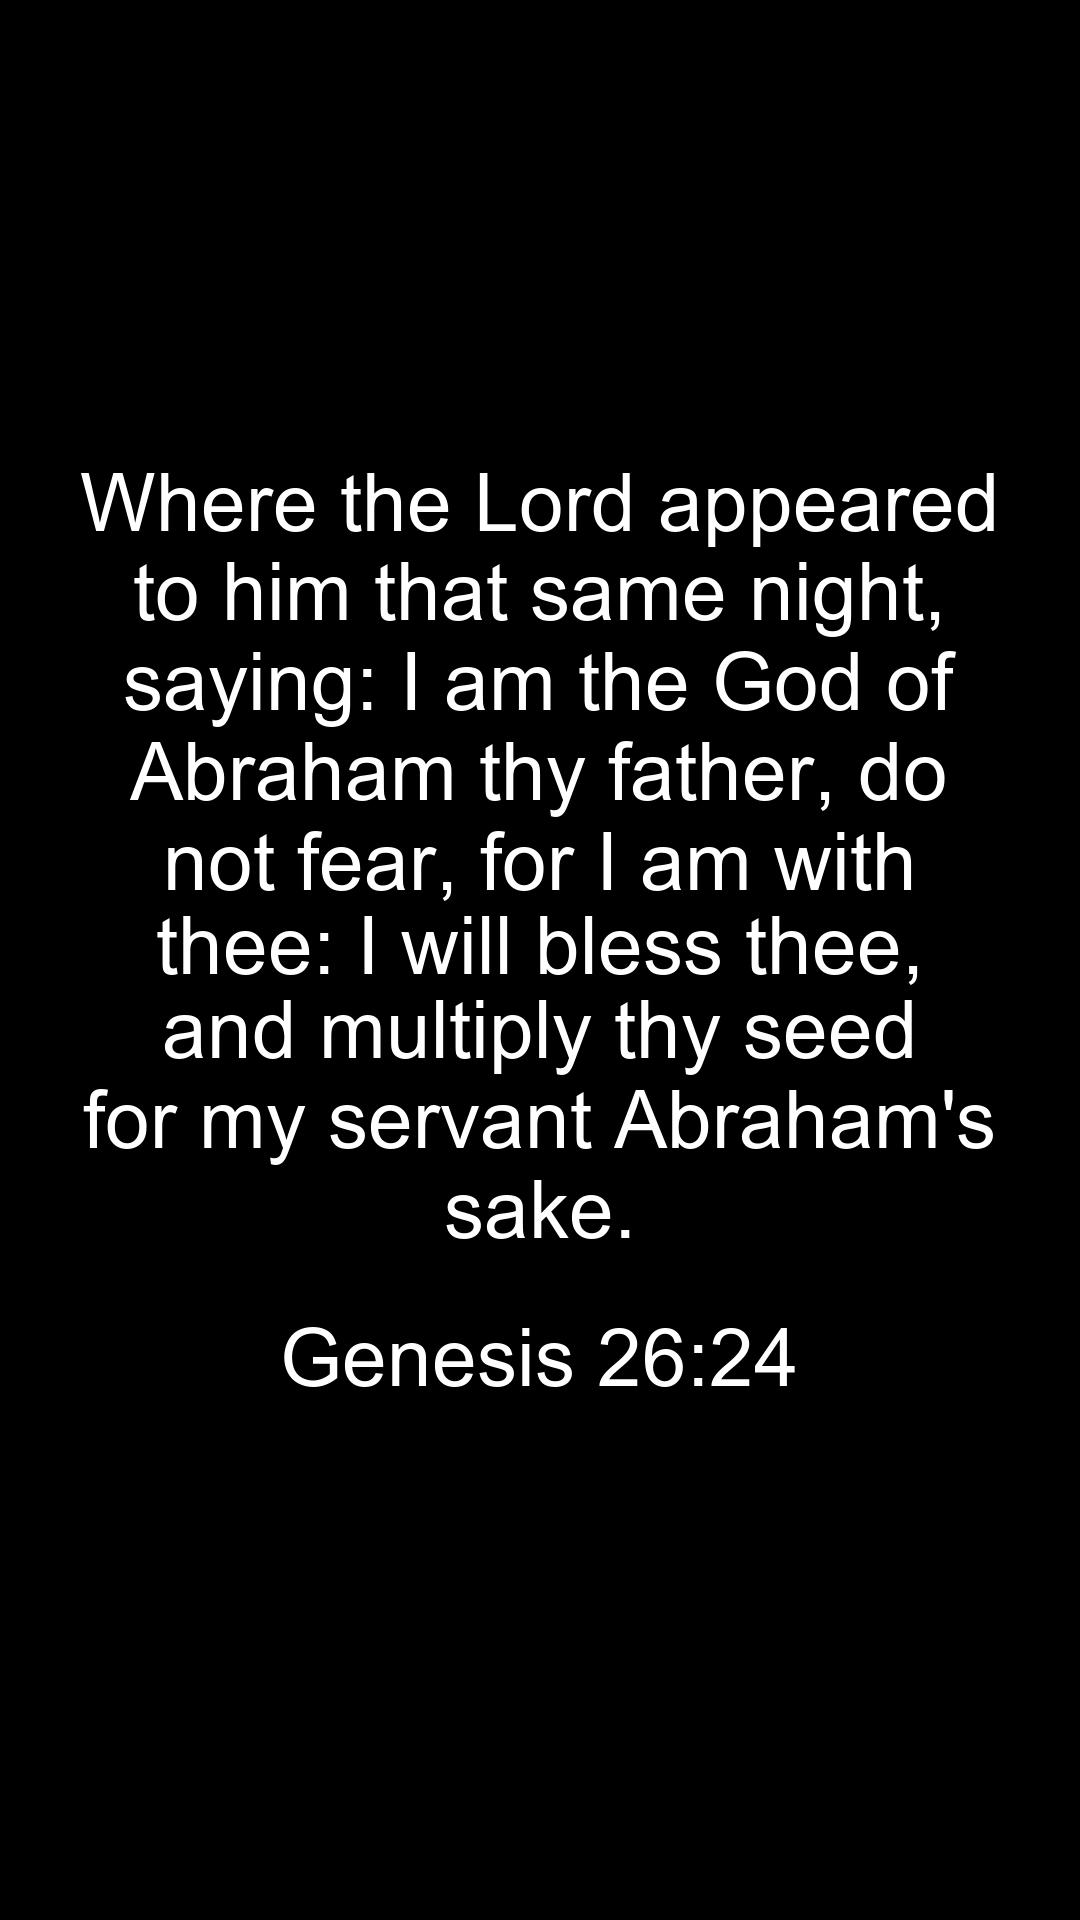 Where the Lord appeared
to him that same night,
saying: I am the God of
Abraham thy father, do
not fear, for I am with
thee: I will bless thee,
and multiply thy seed
for my servant Abraham's
sake.
Genesis 26:24